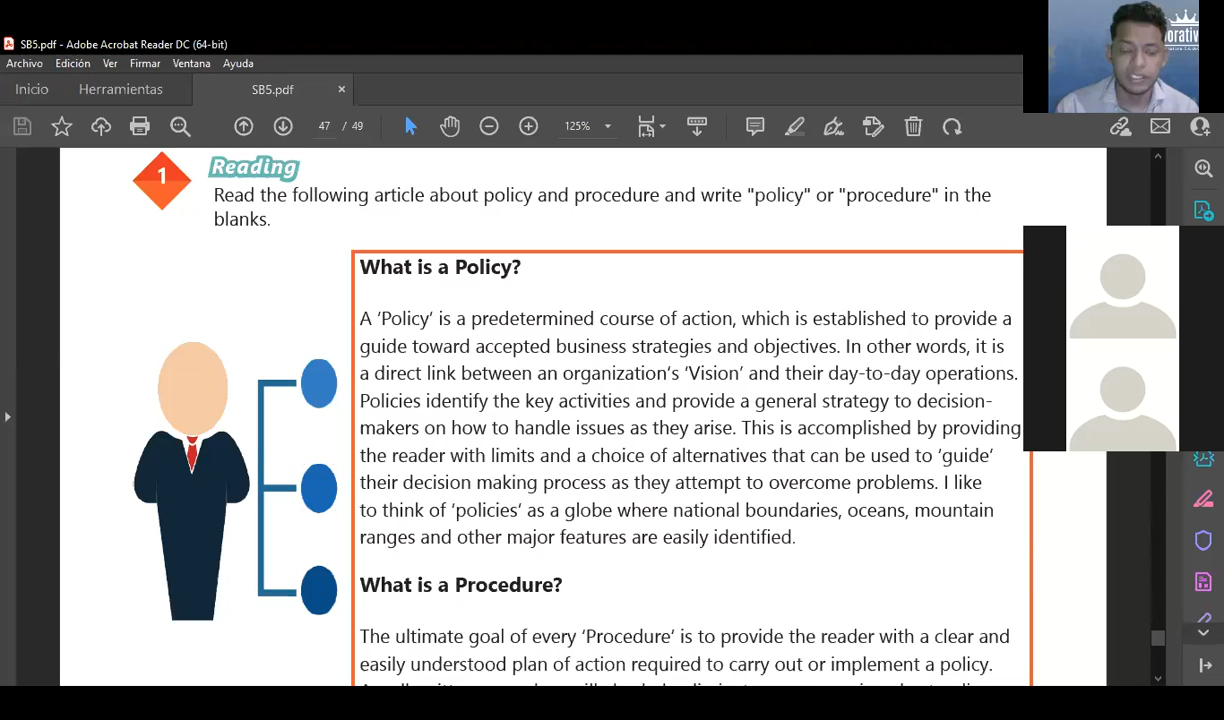 SB5.pdf - Adobe Acrobat Reader DC (64-bit)
Archivo Edición Ver Firmar Ventana Ayuda
Inicio Herramientas SB5.pdf ×
47 / 49 125%
1 Reading
Read the following article about policy and procedure and write "policy" or "procedure" in the
blanks.
What is a Policy?
A ‘Policy’ is a predetermined course of action, which is established to provide a
guide toward accepted business strategies and objectives. In other words, it is
a direct link between an organization‘s ‘Vision’ and their day-to-day operations.
Policies identify the key activities and provide a general strategy to decision-
makers on how to handle issues as they arise. This is accomplished by providing
the reader with limits and a choice of alternatives that can be used to ‘guide‘
their decision making process as they attempt to overcome problems. I like
to think of ‘policies‘ as a globe where national boundaries, oceans, mountain
ranges and other major features are easily identified.
What is a Procedure?
The ultimate goal of every ‘Procedure’ is to provide the reader with a clear and
easily understood plan of action required to carry out or implement a policy.